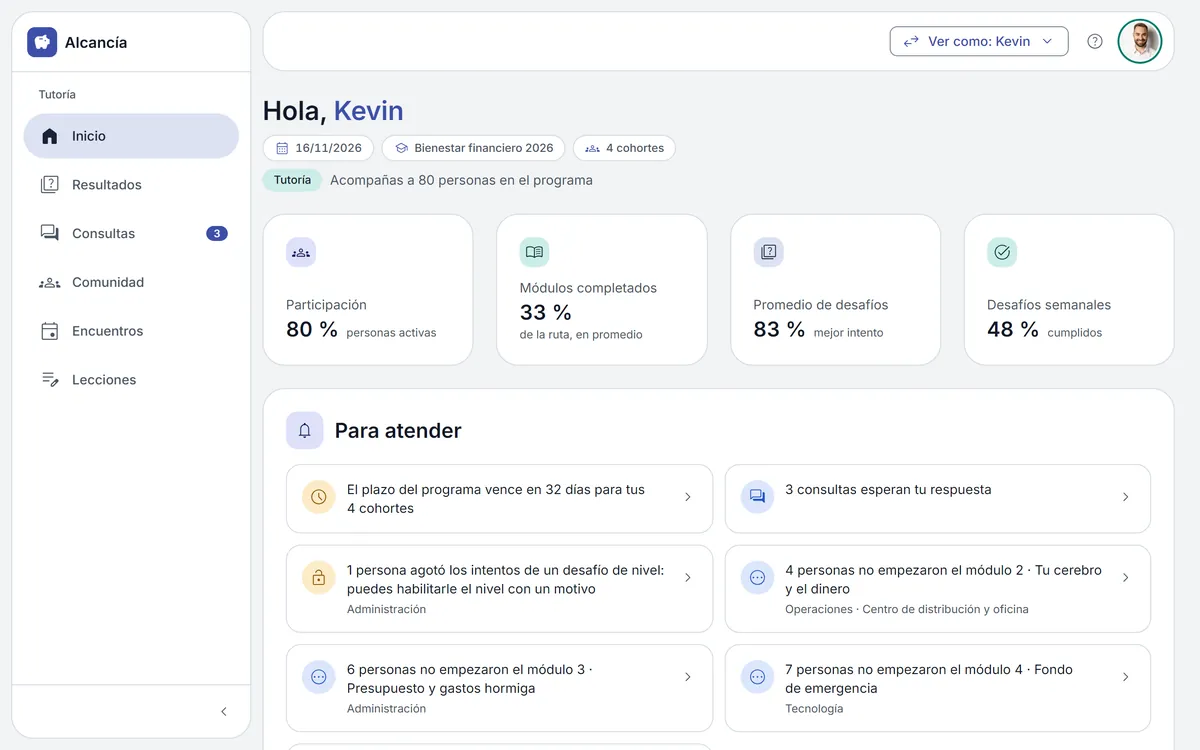 Alcancía
Ver como: Kevin
Tutoría
Inicio
Resultados
Consultas
3
Comunidad
Encuentros
Lecciones
Hola, Kevin
16/11/2026
Bienestar financiero 2026
4 cohortes
Tutoría
Acompañas a 80 personas en el programa
Participación
80 % personas activas
Módulos completados
33 %
de la ruta, en promedio
Promedio de desafíos
83 % mejor intento
Desafíos semanales
48 % cumplidos
Para atender
El plazo del programa vence en 32 días para tus
4 cohortes
3 consultas esperan tu respuesta
1 persona agotó los intentos de un desafío de nivel:
puedes habilitarle el nivel con un motivo
Administración
4 personas no empezaron el módulo 2 · Tu cerebro
y el dinero
Operaciones · Centro de distribución y oficina
6 personas no empezaron el módulo 3 ·
Presupuesto y gastos hormiga
Administración
7 personas no empezaron el módulo 4 · Fondo
de emergencia
Tecnología